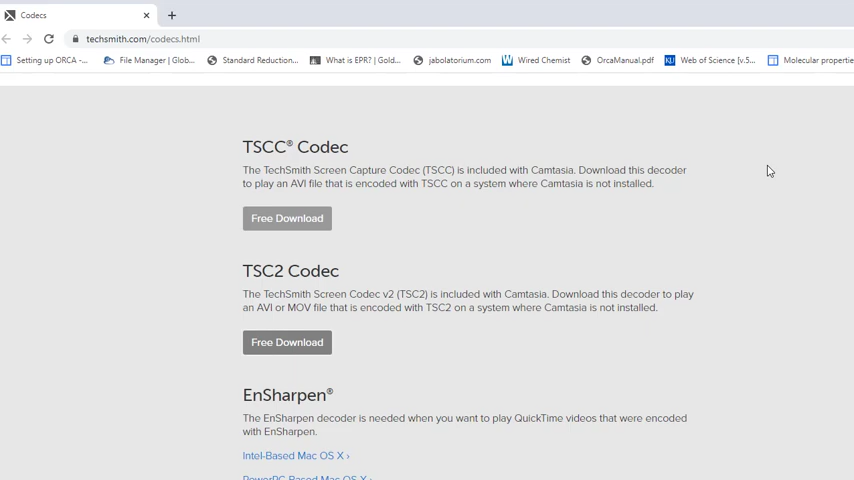 Codecs
techsmith.com/codecs.html
Setting up ORCA -...
File Manager | Glob...
Standard Reduction...
What is EPR? | Gold...
jabolatorium.com
W Wired Chemist
OrcaManual.pdf
KU Web of Science [v.5...
Molecular propertie
TSCC® Codec
The TechSmith Screen Capture Codec (TSCC) is included with Camtasia. Download this decoder
to play an AVI file that is encoded with TSCC on a system where Camtasia is not installed.
Free Download
TSC2 Codec
The TechSmith Screen Codec v2 (TSC2) is included with Camtasia. Download this decoder to play
an AVI or MOV file that is encoded with TSC2 on a system where Camtasia is not installed.
Free Download
EnSharpen®
The EnSharpen decoder is needed when you want to play QuickTime videos that were encoded
with EnSharpen.
Intel-Based Mac OS X ›
PowerPC Based Mac OS X ›